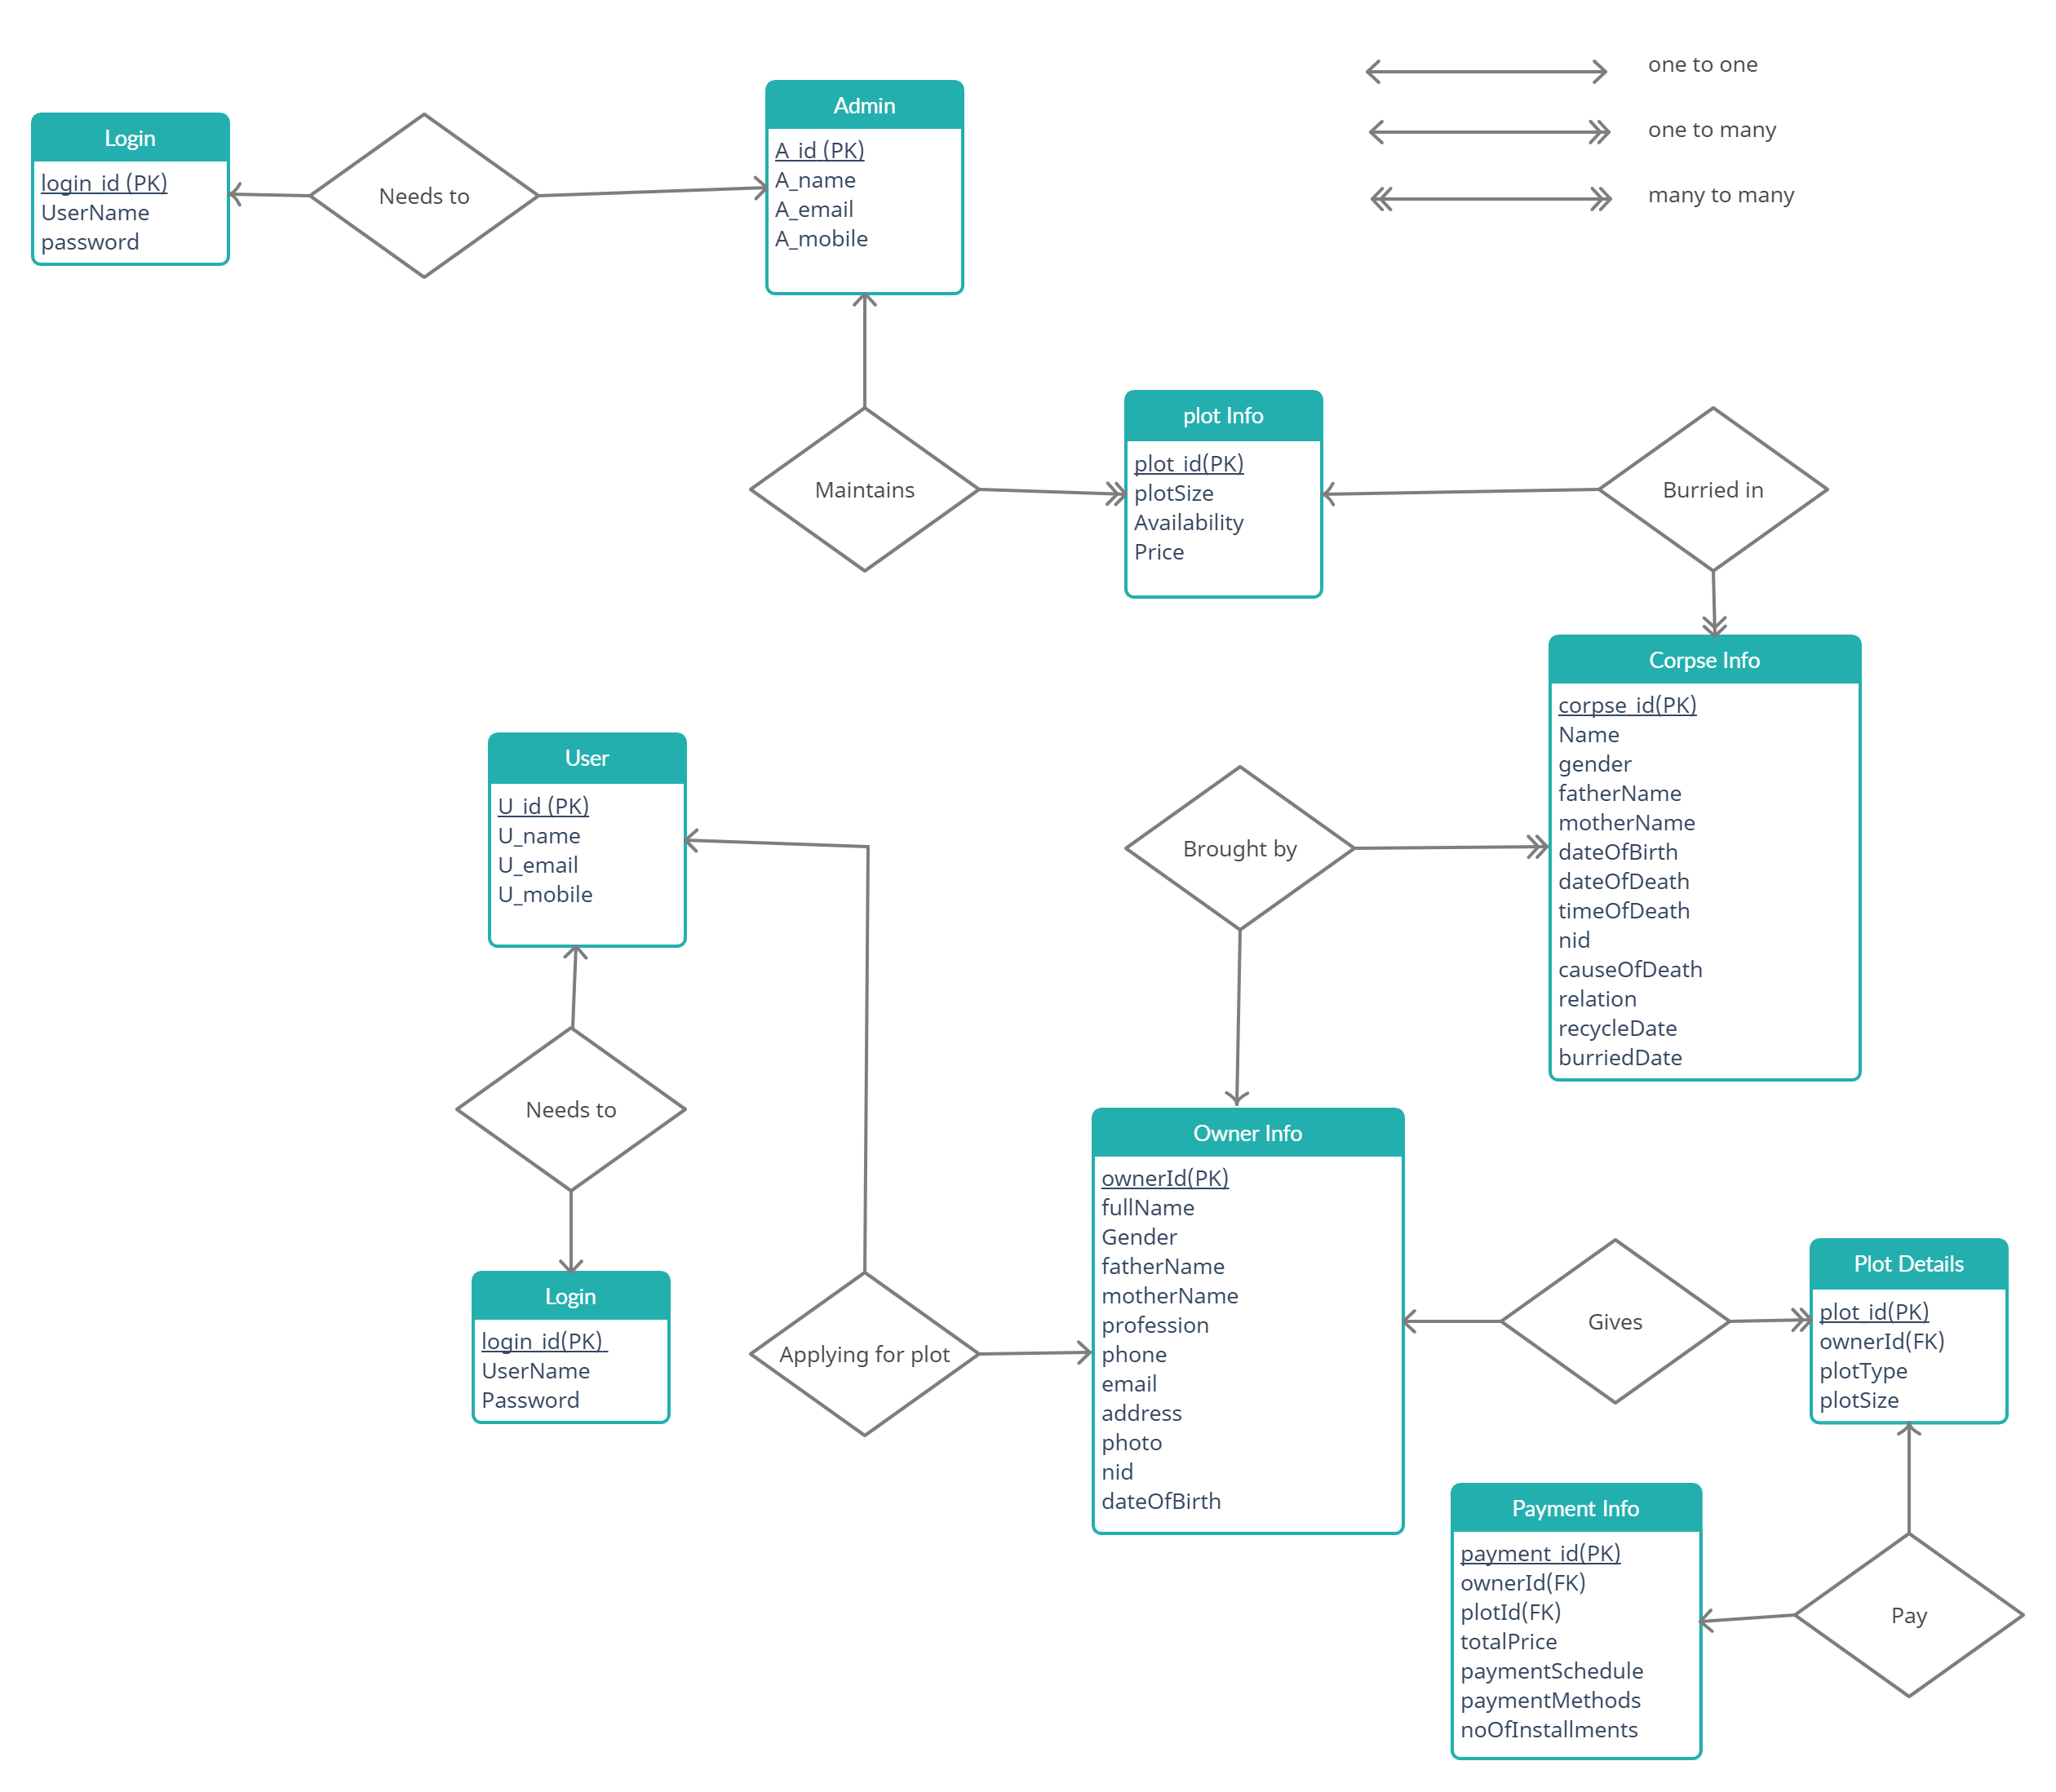 one to one
one to many
many to many
Login
login_id (PK)
UserName
password
Needs to
Admin
A_id (PK)
A_name
A_email
A_mobile
Maintains
plot Info
plot_id(PK)
plotSize
Availability
Price
Burried in
Corpse Info
corpse_id(PK)
Name
gender
fatherName
motherName
dateOfBirth
dateOfDeath
timeOfDeath
nid
causeOfDeath
relation
recycleDate
burriedDate
User
U_id (PK)
U_name
U_email
U_mobile
Brought by
Needs to
Login
login_id(PK)
UserName
Password
Applying for plot
Owner Info
ownerId(PK)
fullName
Gender
fatherName
motherName
profession
phone
email
address
photo
nid
dateOfBirth
Gives
Plot Details
plot_id(PK)
ownerId(FK)
plotType
plotSize
Payment Info
payment_id(PK)
ownerId(FK)
plotId(FK)
totalPrice
paymentSchedule
paymentMethods
noOfInstallments
Pay